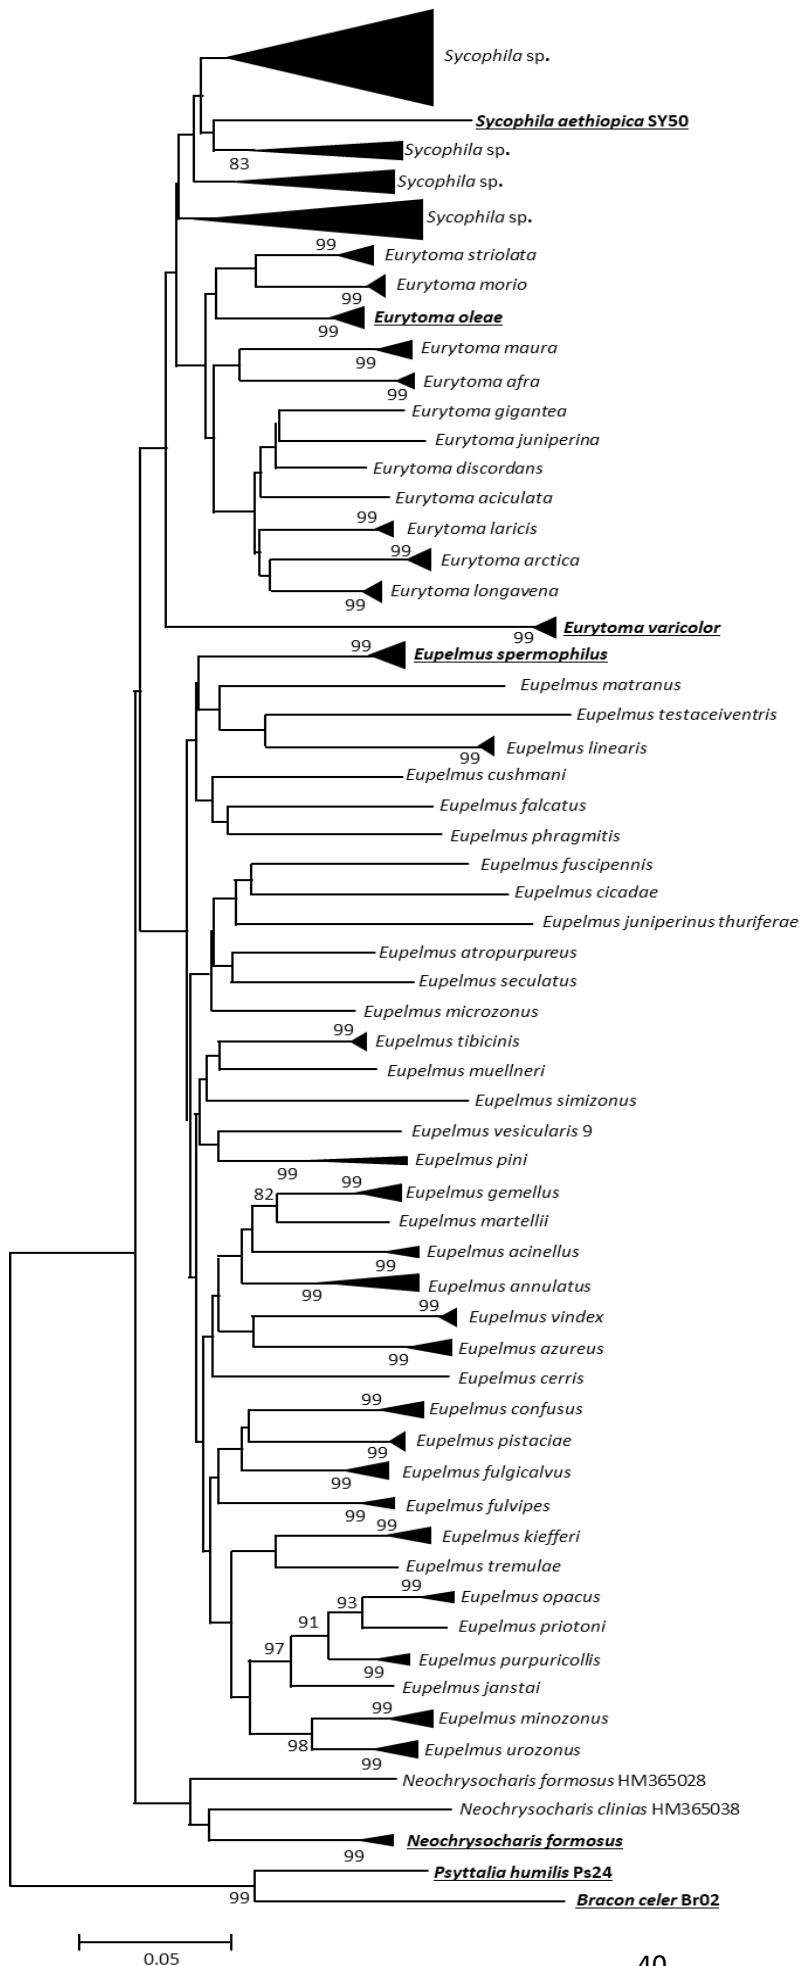 Sycophila sp.
Sycophila aethiopica SY50
Sycophila sp.
83
Sycophila sp.
Sycophila sp.
99
Eurytoma striolata
Eurytoma morio
99
Eurytoma oleae
99
Eurytoma maura
99
Eurytoma afra
99
Eurytoma gigantea
Eurytoma juniperina
Eurytoma discordans
Eurytoma aciculata
99
Eurytoma laricis
99
Eurytoma arctica
Eurytoma longavena
99
Eurytoma varicolor
99
99
Eupelmus spermophilus
Eupelmus matranus
Eupelmus testaceiventris
Eupelmus linearis
99
Eupelmus cushmani
Eupelmus falcatus
Eupelmus phragmitis
Eupelmus fuscipennis
Eupelmus cicadae
Eupelmus juniperinus thuriferae
Eupelmus atropurpureus
Eupelmus seculatus
Eupelmus microzonus
99
Eupelmus tibicinis
Eupelmus muellneri
Eupelmus simizonus
Eupelmus vesicularis 9
Eupelmus pini
99
99
82
Eupelmus gemellus
Eupelmus martellii
Eupelmus acinellus
99
Eupelmus annulatus
99
99
Eupelmus vindex
Eupelmus azureus
99
Eupelmus cerris
99
Eupelmus confusus
Eupelmus pistaciae
99
Eupelmus fulgicalvus
99
Eupelmus fulvipes
99
99
Eupelmus kiefferi
Eupelmus tremulae
99
Eupelmus opacus
93
91
Eupelmus priotoni
97
Eupelmus purpuricollis
99
Eupelmus janstai
99
Eupelmus minozonus
98
Eupelmus urozonus
99
Neochrysocharis formosus HM365028
Neochrysocharis clinias HM365038
Neochrysocharis formosus
99
Psyttalia humilis Ps24
99
Bracon celer Br02
0.05
40